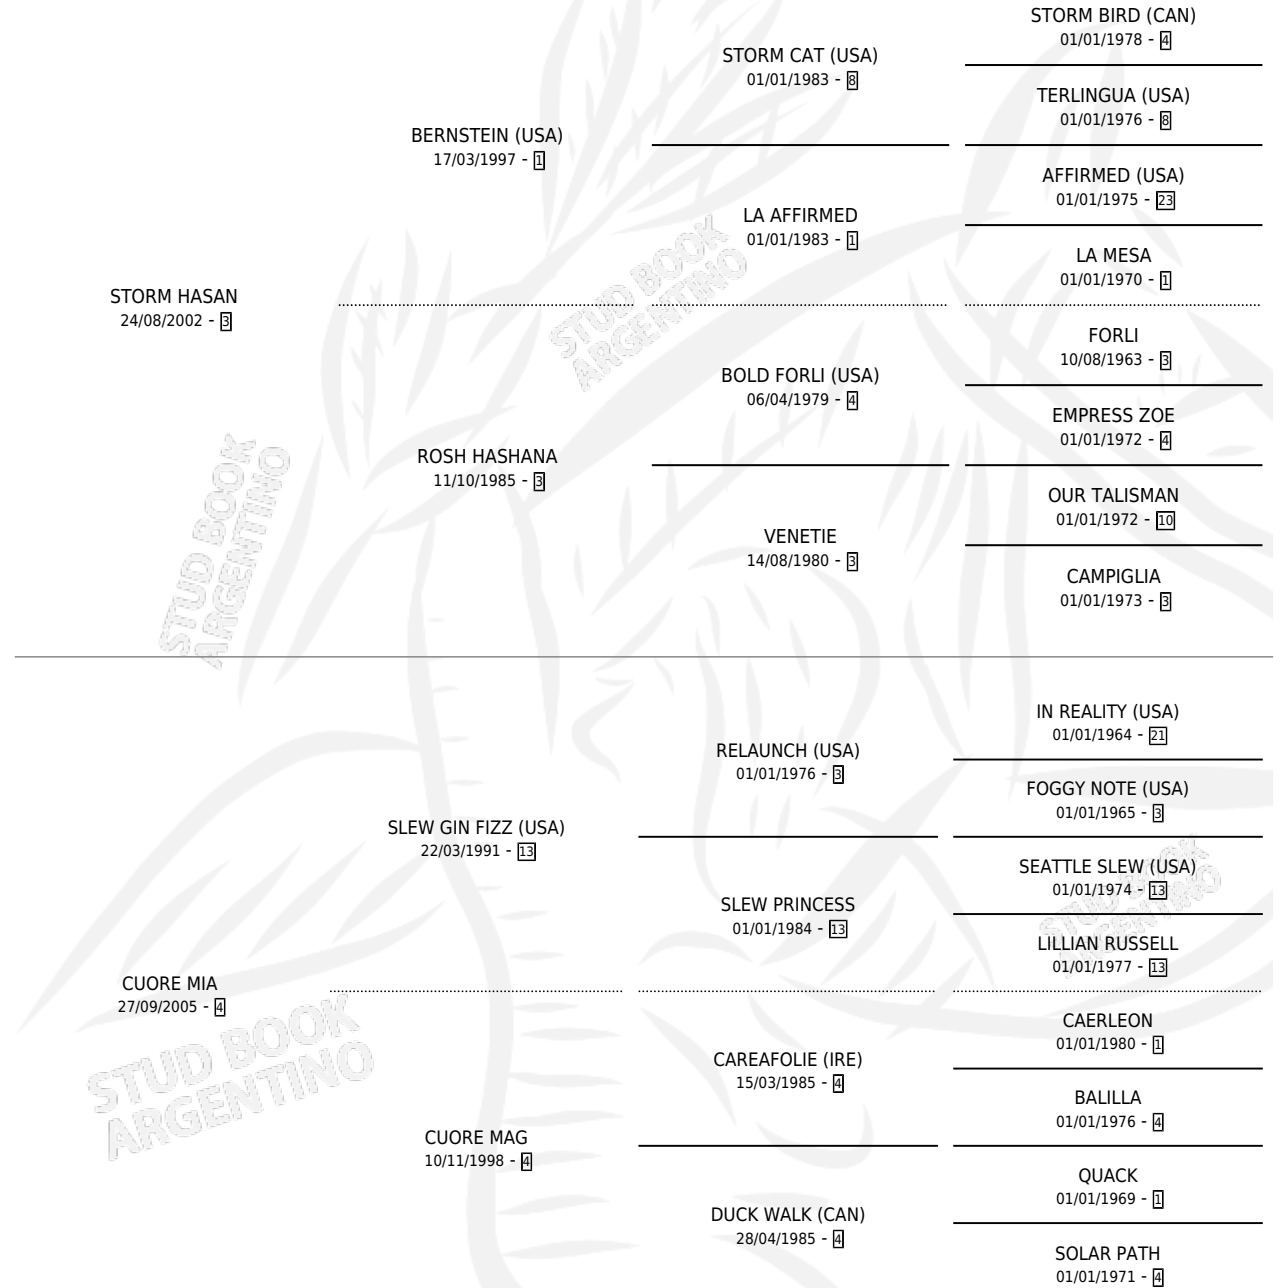 STORM BIRD (CAN)
01/01/1978 - 4
STORM CAT (USA)
01/01/1983 - 8
TERLINGUA (USA)
01/01/1976 - 8
BERNSTEIN (USA)
17/03/1997 - 1
AFFIRMED (USA)
01/01/1975 - 23
LA AFFIRMED
01/01/1983 - 1
LA MESA
01/01/1970 - 1
STORM HASAN
24/08/2002 - 3
FORLI
10/08/1963 - 3
BOLD FORLI (USA)
06/04/1979 - 4
EMPRESS ZOE
01/01/1972 - 4
ROSH HASHANA
11/10/1985 - 3
OUR TALISMAN
01/01/1972 - 10
VENETIE
14/08/1980 - 3
CAMPIGLIA
01/01/1973 - 3
STUD BOOK
ARGENTINO
STUD BOOK
ARGENTINO
IN REALITY (USA)
01/01/1964 - 21
RELAUNCH (USA)
01/01/1976 - 3
FOGGY NOTE (USA)
01/01/1965 - 3
SLEW GIN FIZZ (USA)
22/03/1991 - 13
SEATTLE SLEW (USA)
01/01/1974 - 13
SLEW PRINCESS
01/01/1984 - 13
LILLIAN RUSSELL
01/01/1977 - 13
STUD BOOK
ARGENTINO
CUORE MIA
27/09/2005 - 4
CAERLEON
01/01/1980 - 1
CAREAFOLIE (IRE)
15/03/1985 - 4
BALILLA
01/01/1976 - 4
CUORE MAG
10/11/1998 - 4
QUACK
01/01/1969 - 1
DUCK WALK (CAN)
28/04/1985 - 4
SOLAR PATH
01/01/1971 - 4
STUD BOOK
ARGENTINO